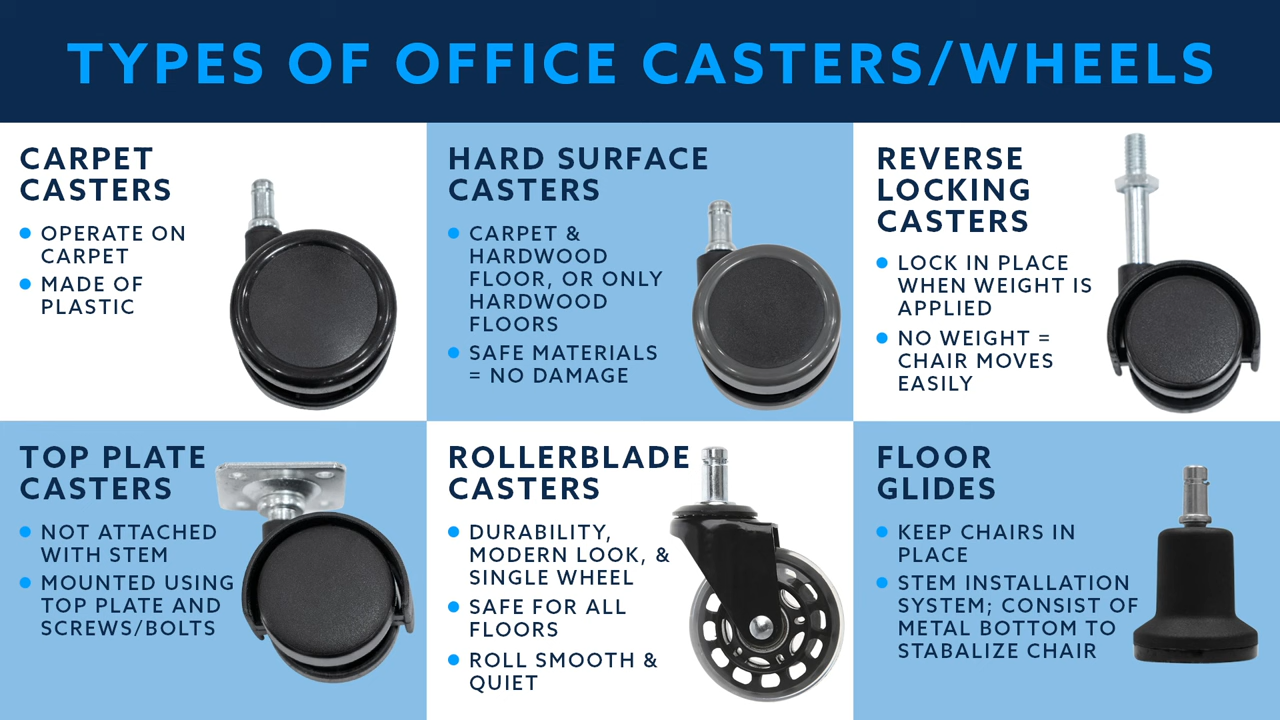 TYPES OF OFFICE CASTERS/WHEELS
CARPET
CASTERS
OPERATE ON
CARPET
MADE OF
PLASTIC
HARD SURFACE
CASTERS
CARPET &
HARDWOOD
FLOOR, OR ONLY
HARDWOOD
FLOORS
SAFE MATERIALS
= NO DAMAGE
REVERSE
LOCKING
CASTERS
LOCK IN PLACE
WHEN WEIGHT IS
APPLIED
NO WEIGHT =
CHAIR MOVES
EASILY
TOP PLATE
CASTERS
NOT ATTACHED
WITH STEM
MOUNTED USING
TOP PLATE AND
SCREWS/BOLTS
ROLLERBLADE
CASTERS
DURABILITY,
MODERN LOOK, &
SINGLE WHEEL
SAFE FOR ALL
FLOORS
ROLL SMOOTH &
QUIET
FLOOR
GLIDES
KEEP CHAIRS IN
PLACE
STEM INSTALLATION
SYSTEM; CONSIST OF
METAL BOTTOM TO
STABALIZE CHAIR